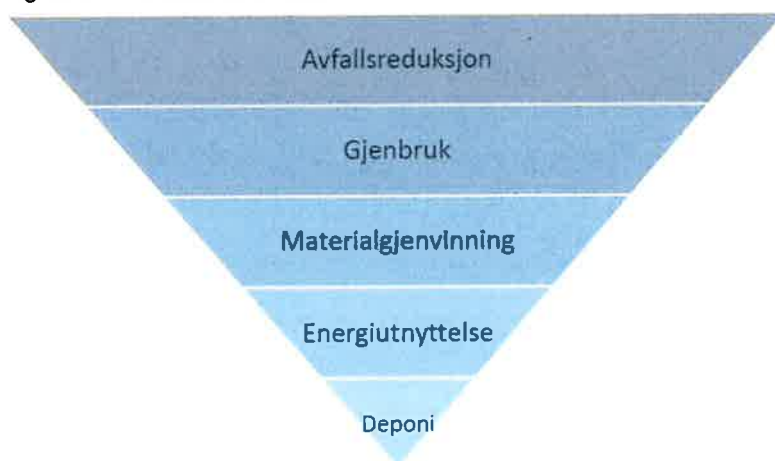 Avfallsreduksjon
Gjenbruk
Materialgjenvinning
Energiutnyttelse
Deponi